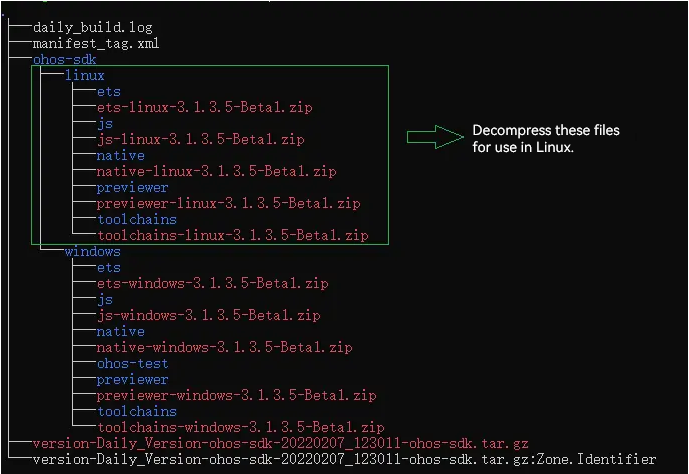 .
daily_build.log
manifest_tag.xml
ohos-sdk
linux
ets
ets-linux-3.1.3.5-Beta1.zip
js
js-linux-3.1.3.5-Beta1.zip
native
native-linux-3.1.3.5-Beta1.zip
previewer
previewer-linux-3.1.3.5-Beta1.zip
toolchains
toolchains-linux-3.1.3.5-Beta1.zip
Decompress these files
for use in Linux.
windows
ets
ets-windows-3.1.3.5-Beta1.zip
js
js-windows-3.1.3.5-Beta1.zip
native
native-windows-3.1.3.5-Beta1.zip
ohos-test
previewer
previewer-windows-3.1.3.5-Beta1.zip
toolchains
toolchains-windows-3.1.3.5-Beta1.zip
version-Daily_Version-ohos-sdk-20220207_123011-ohos-sdk.tar.gz
version-Daily_Version-ohos-sdk-20220207_123011-ohos-sdk.tar.gz:Zone.Identifier